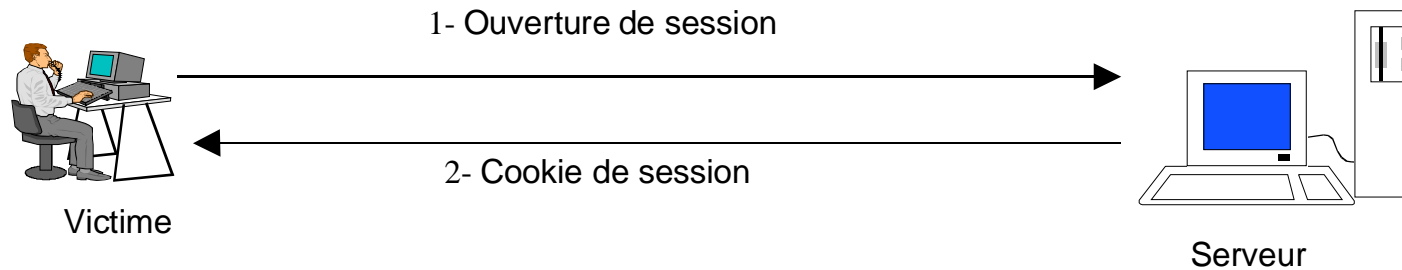 1- Ouverture de session
2- Cookie de session
Victime
Serveur